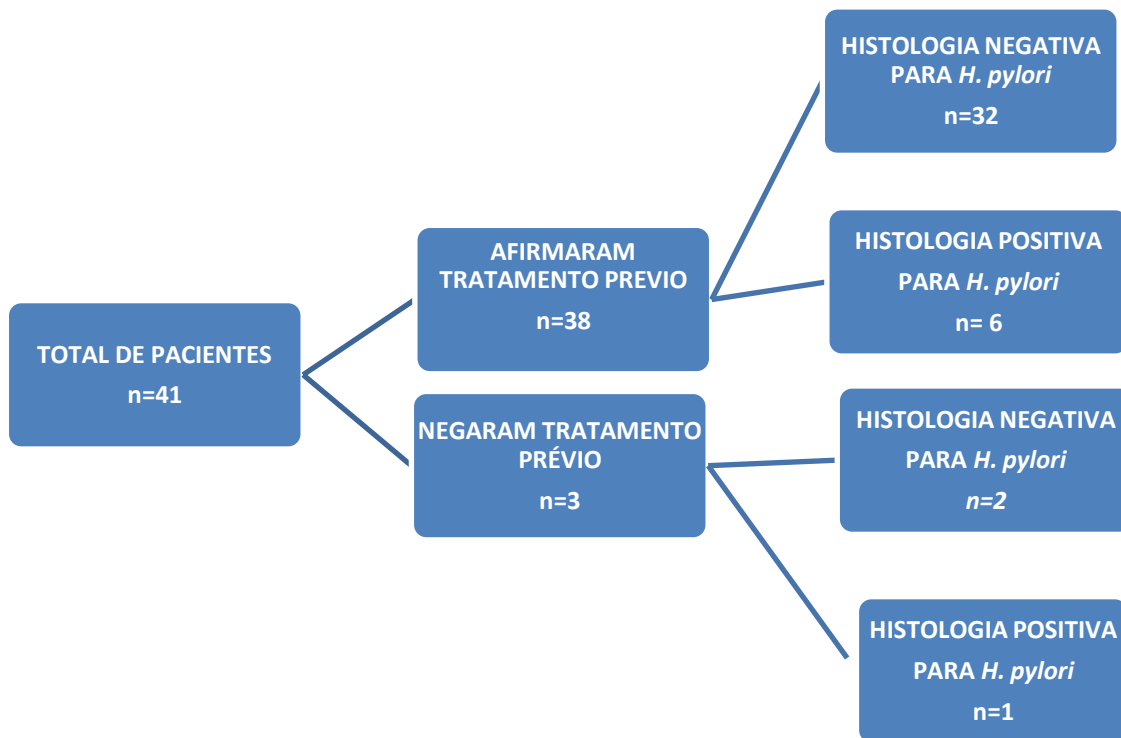 TOTAL DE PACIENTES
n=41
AFIRMARAM
TRATAMENTO PREVIO
n=38
NEGARAM TRATAMENTO
PRÉVIO
n=3
HISTOLOGIA NEGATIVA
PARA H. pylori
n=32
HISTOLOGIA POSITIVA
PARA H. pylori
n= 6
HISTOLOGIA NEGATIVA
PARA H. pylori
n=2
HISTOLOGIA POSITIVA
PARA H. pylori
n=1